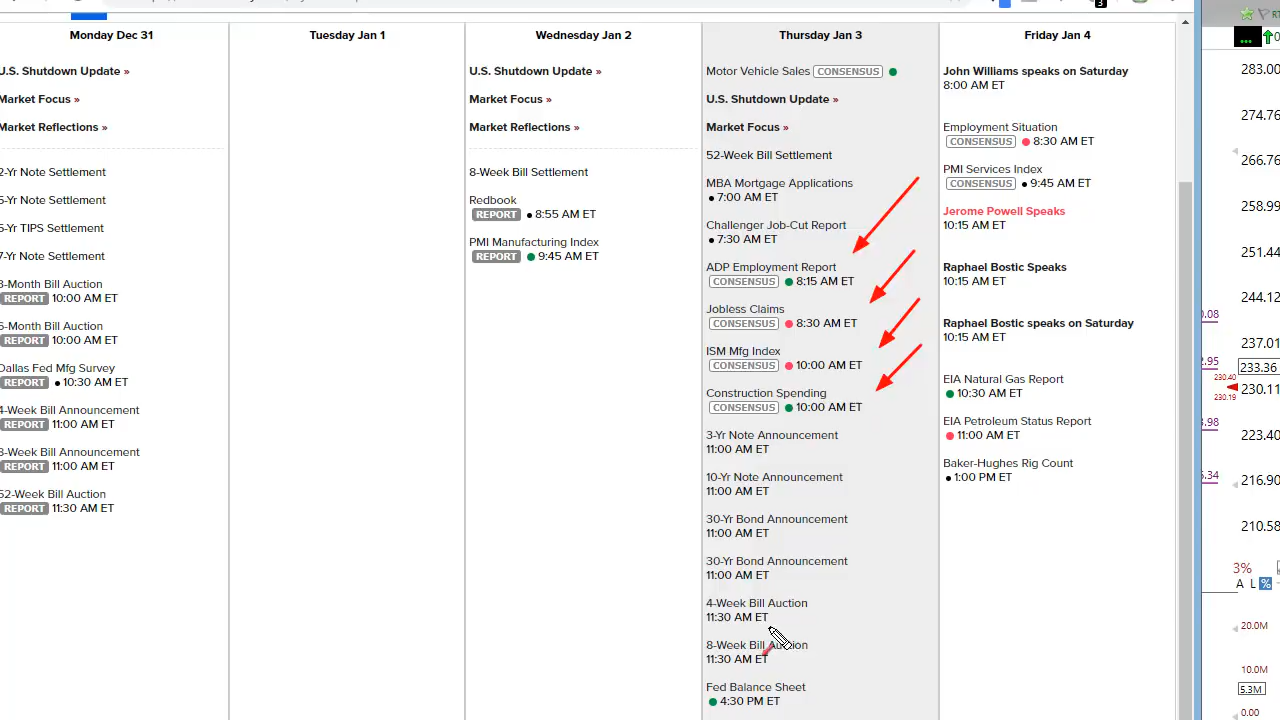 Monday Dec 31
U.S. Shutdown Update »
Market Focus »
Market Reflections »
2-Yr Note Settlement
5-Yr Note Settlement
5-Yr TIPS Settlement
7-Yr Note Settlement
3-Month Bill Auction
REPORT 10:00 AM ET
6-Month Bill Auction
REPORT 10:00 AM ET
Dallas Fed Mfg Survey
REPORT • 10:30 AM ET
4-Week Bill Announcement
REPORT 11:00 AM ET
8-Week Bill Announcement
REPORT 11:00 AM ET
52-Week Bill Auction
REPORT 11:30 AM ET
Tuesday Jan 1
Wednesday Jan 2
U.S. Shutdown Update »
Market Focus »
Market Reflections »
8-Week Bill Settlement
Redbook
REPORT • 8:55 AM ET
PMI Manufacturing Index
REPORT • 9:45 AM ET
Thursday Jan 3
Motor Vehicle Sales CONSENSUS •
U.S. Shutdown Update »
Market Focus »
52-Week Bill Settlement
MBA Mortgage Applications
• 7:00 AM ET
Challenger Job-Cut Report
• 7:30 AM ET
ADP Employment Report
CONSENSUS • 8:15 AM ET
Jobless Claims
CONSENSUS • 8:30 AM ET
ISM Mfg Index
CONSENSUS • 10:00 AM ET
Construction Spending
CONSENSUS • 10:00 AM ET
3-Yr Note Announcement
11:00 AM ET
10-Yr Note Announcement
11:00 AM ET
30-Yr Bond Announcement
11:00 AM ET
30-Yr Bond Announcement
11:00 AM ET
4-Week Bill Auction
11:30 AM ET
8-Week Bill Auction
11:30 AM ET
Fed Balance Sheet
• 4:30 PM ET
Friday Jan 4
John Williams speaks on Saturday
8:00 AM ET
Employment Situation
CONSENSUS • 8:30 AM ET
PMI Services Index
CONSENSUS • 9:45 AM ET
Jerome Powell Speaks
10:15 AM ET
Raphael Bostic Speaks
10:15 AM ET
Raphael Bostic speaks on Saturday
10:15 AM ET
EIA Natural Gas Report
• 10:30 AM ET
EIA Petroleum Status Report
• 11:00 AM ET
Baker-Hughes Rig Count
• 1:00 PM ET
3
283.00
274.76
266.76
258.99
251.44
244.12
0.08
237.01
2.95
233.36
230.40
230.11
230.19
3.98
223.40
6.34
216.90
210.58
3%
A L %
20.0M
10.0M
5.3M
0.00